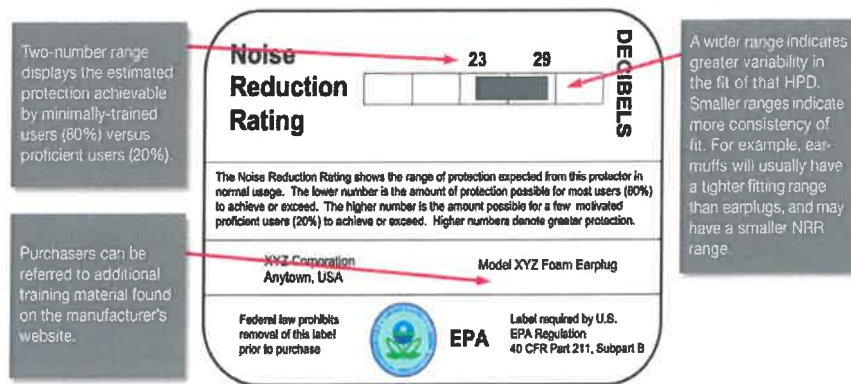 Two-number range
displays the estimated
protection achievable
by minimally-trained
users (80%) versus
proficient users (20%).
Purchasers can be
referred to additional
training material found
on the manufacturer's
website.
Noise
Reduction
Rating
23 29
DECIBELS
The Noise Reduction Rating shows the range of protection expected from this protector in
normal usage. The lower number is the amount of protection possible for most users (80%)
to achieve or exceed. The higher number is the amount possible for a few motivated
proficient users (20%) to achieve or exceed. Higher numbers denote greater protection.
XYZ Corporation
Anytown, USA
Model XYZ Foam Earplug
Federal law prohibits
removal of this label
prior to purchase
EPA
Label required by U.S.
EPA Regulation
40 CFR Part 211, Subpart B
A wider range indicates
greater variability in
the fit of that HPD.
Smaller ranges indicate
more consistency of
fit. For example, ear-
muffs will usually have
a tighter fitting range
than earplugs, and may
have a smaller NRR
range.